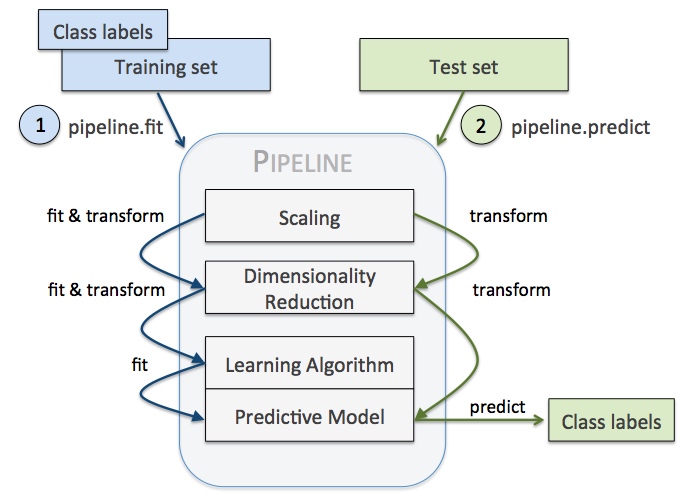 Class labels
Training set
Test set
1
pipeline.fit
2
pipeline.predict
PIPELINE
fit & transform
Scaling
transform
fit & transform
Dimensionality
Reduction
transform
fit
Learning Algorithm
Predictive Model
predict
Class labels